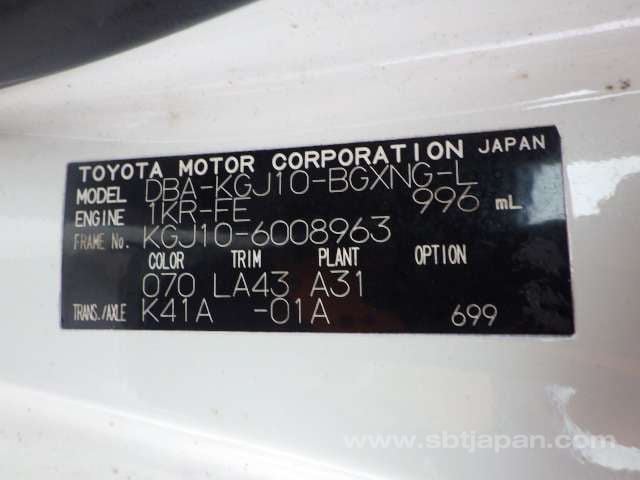 TOYOTA MOTOR CORPORATION JAPAN
MODEL DBA-KGJ10-BGXNG-L
ENGINE 1KR-FE 996 mL
FRAME No. KGJ10-6008963
COLOR TRIM PLANT OPTION
070 LA43 A31
TRANS./AXLE K41A -01A 699
www.sbtjapan.com